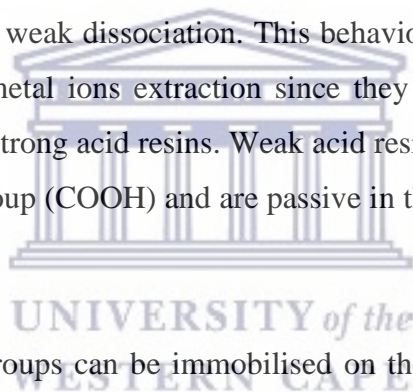 weak dissociation. This behavio
metal ions extraction since they
trong acid resins. Weak acid resi
oup (COOH) and are passive in t
UNIVERSITY of the
roups can be immobilised on th
WESTERN CAPE